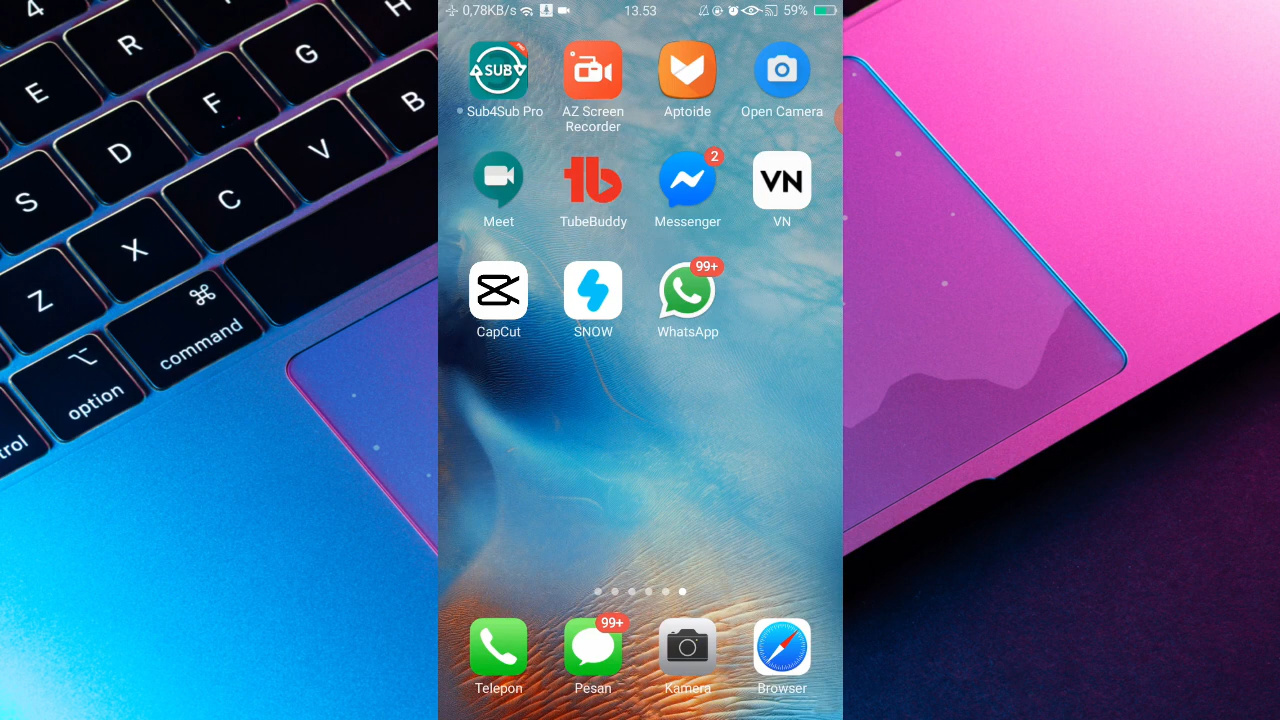 0,78KB/s 13.53 59%
SUB
Sub4Sub Pro
AZ Screen
Recorder
Aptoide
Open Camera
2
VN
Meet
TubeBuddy
Messenger
VN
99+
CapCut
SNOW
WhatsApp
99+
Telepon
Pesan
Kamera
Browser
4
R
H
E
F
G
S
D
V
B
Z
X
C
⌘
command
⌥
option